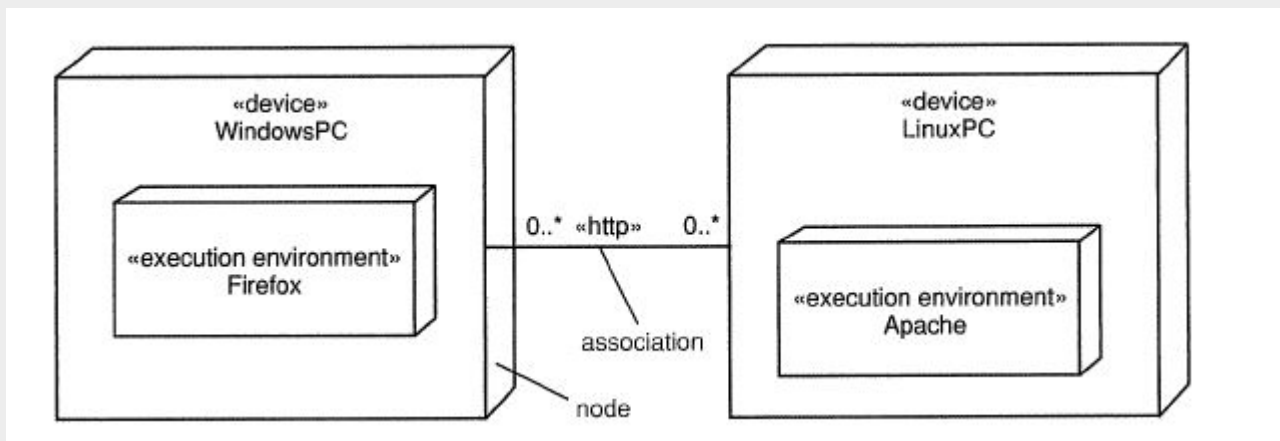 «device»
WindowsPC
«execution environment»
Firefox
0..* «http» 0..*
association
node
«device»
LinuxPC
«execution environment»
Apache